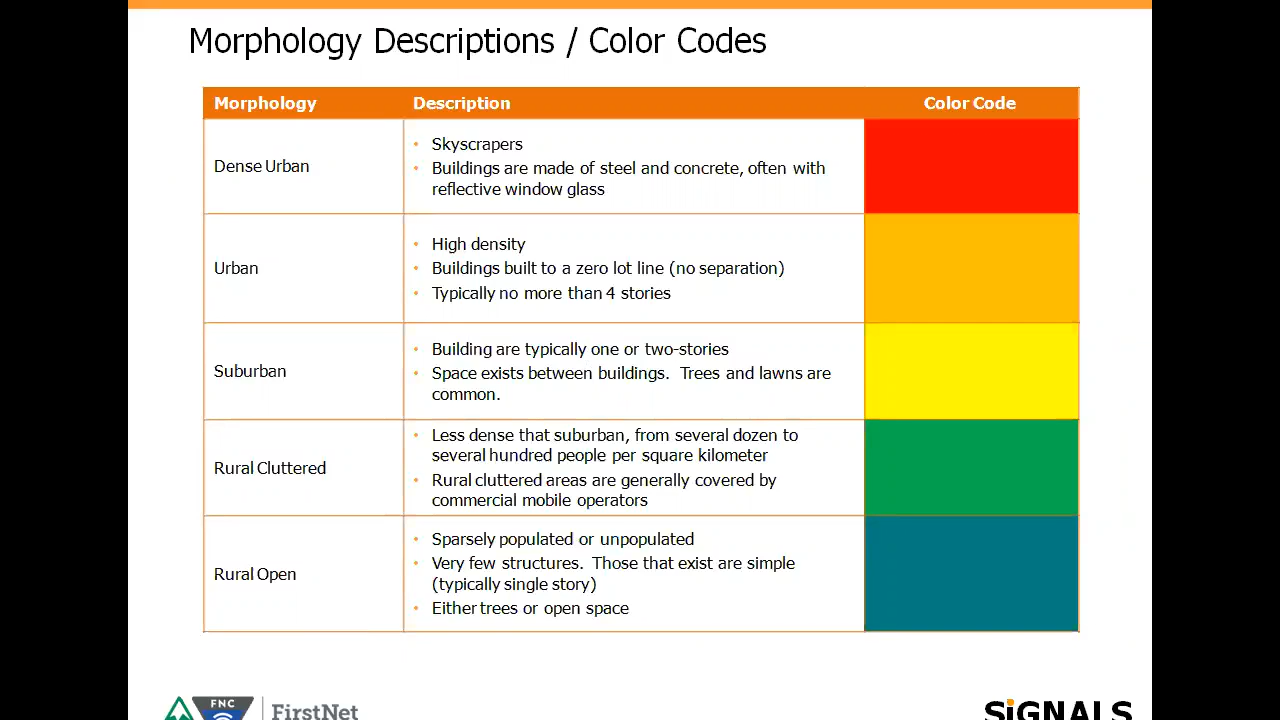 Morphology Descriptions / Color Codes
Morphology Description Color Code
Dense Urban
• Skyscrapers
• Buildings are made of steel and concrete, often with
reflective window glass
Urban
• High density
• Buildings built to a zero lot line (no separation)
• Typically no more than 4 stories
Suburban
• Building are typically one or two-stories
• Space exists between buildings. Trees and lawns are
common.
Rural Cluttered
• Less dense that suburban, from several dozen to
several hundred people per square kilometer
• Rural cluttered areas are generally covered by
commercial mobile operators
Rural Open
• Sparsely populated or unpopulated
• Very few structures. Those that exist are simple
(typically single story)
• Either trees or open space
FNC
FirstNet
SiGNALS